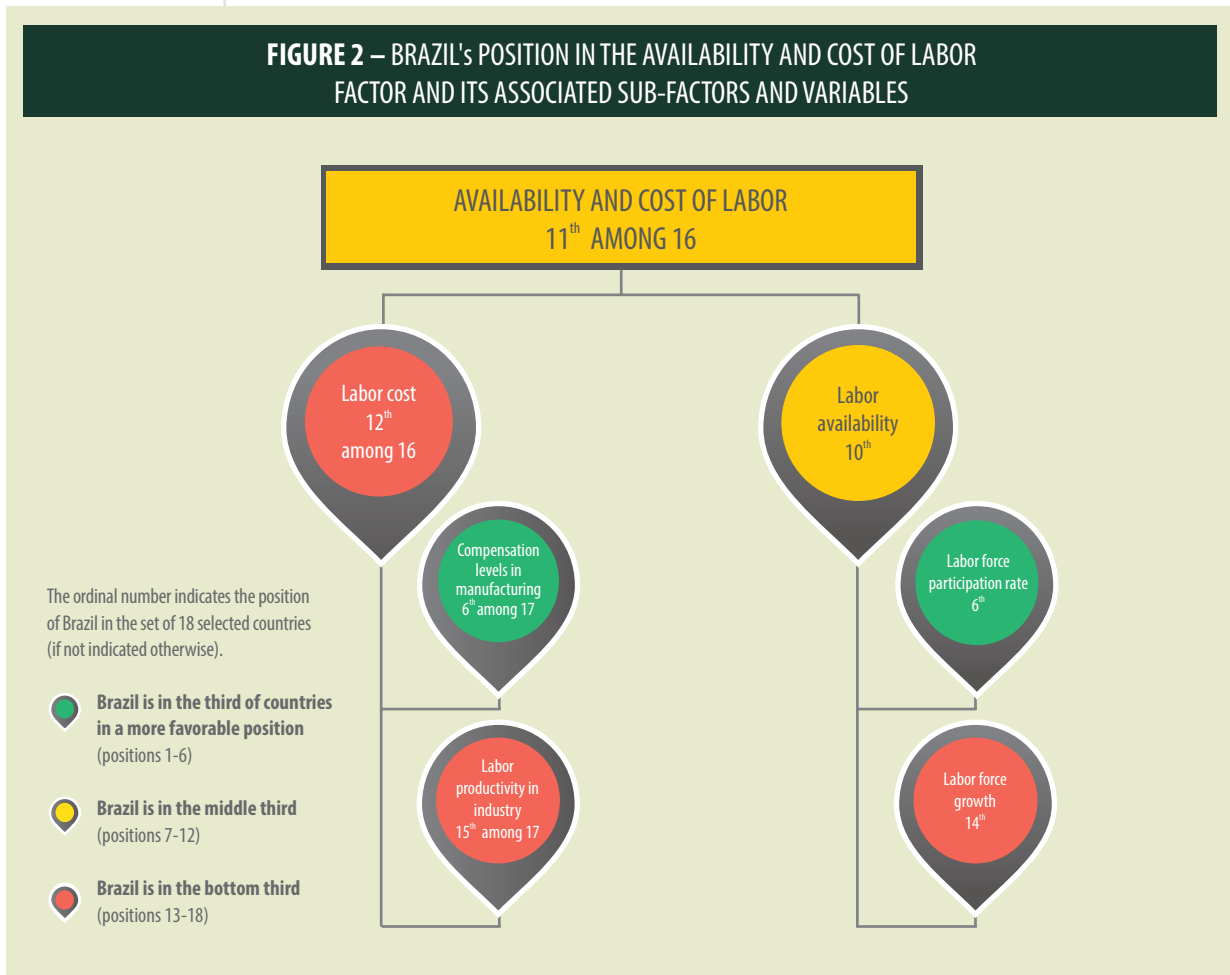 FIGURE 2 – BRAZIL's POSITION IN THE AVAILABILITY AND COST OF LABOR
FACTOR AND ITS ASSOCIATED SUB-FACTORS AND VARIABLES
AVAILABILITY AND COST OF LABOR
11th AMONG 16
Labor cost
12th
among 16
Labor
availability
10th
Compensation
levels in
manufacturing
6th among 17
Labor force
participation rate
6th
The ordinal number indicates the position
of Brazil in the set of 18 selected countries
(if not indicated otherwise).
Brazil is in the third of countries
in a more favorable position
(positions 1-6)
Brazil is in the middle third
(positions 7-12)
Brazil is in the bottom third
(positions 13-18)
Labor
productivity in
industry
15th among 17
Labor force
growth
14th